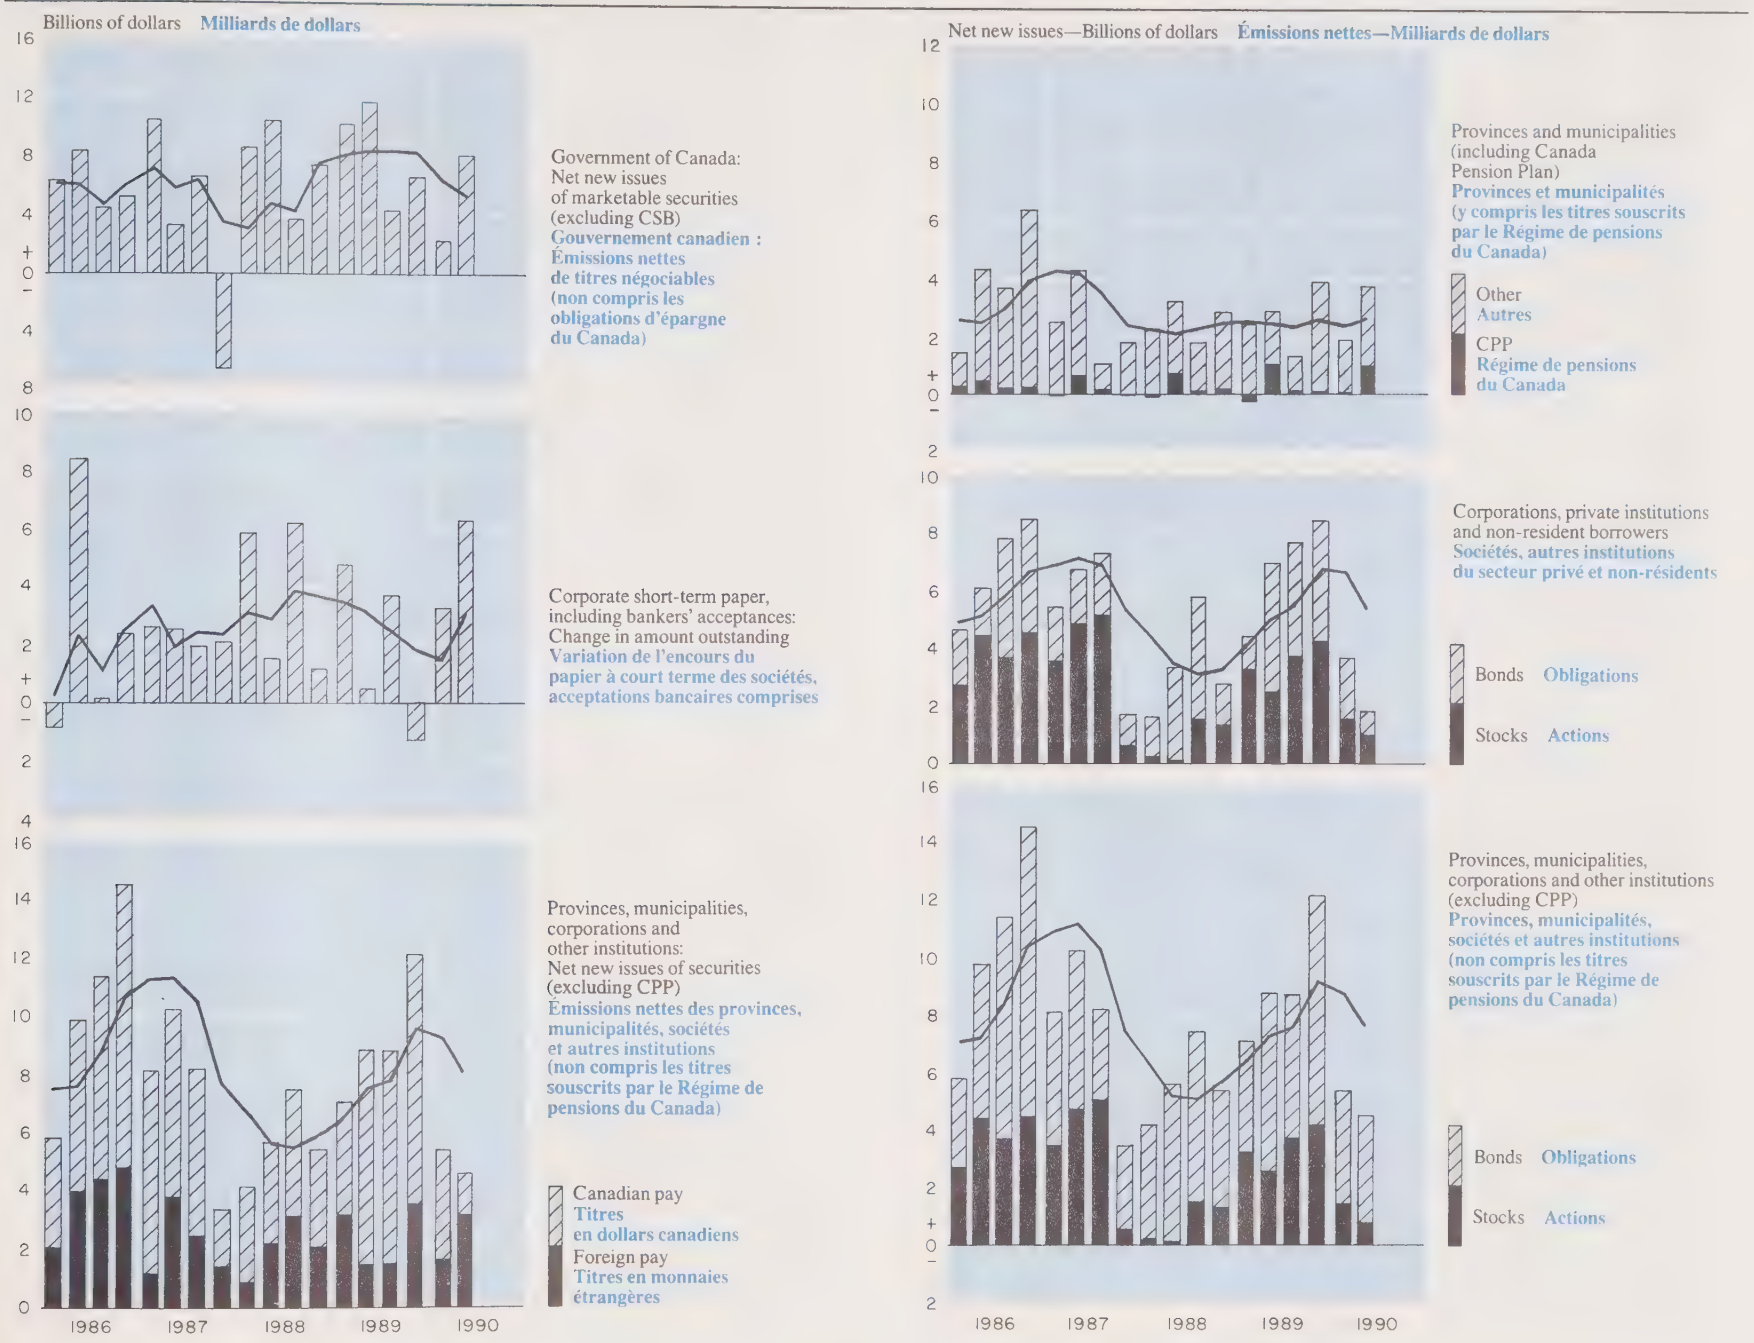 Billions of dollars Milliards de dollars
16
12
8
4
+
0
–
4
8
Government of Canada:
Net new issues
of marketable securities
(excluding CSB)
Gouvernement canadien :
Émissions nettes
de titres négociables
(non compris les
obligations d'épargne
du Canada)
10
8
6
4
2
+
0
–
2
4
Corporate short-term paper,
including bankers' acceptances:
Change in amount outstanding
Variation de l'encours du
papier à court terme des sociétés,
acceptations bancaires comprises
16
14
12
10
8
6
4
2
0
Provinces, municipalities,
corporations and
other institutions:
Net new issues of securities
(excluding CPP)
Émissions nettes des provinces,
municipalités, sociétés
et autres institutions
(non compris les titres
souscrits par le Régime de
pensions du Canada)
Canadian pay
Titres
en dollars canadiens
Foreign pay
Titres en monnaies
étrangères
1986 1987 1988 1989 1990
Net new issues—Billions of dollars Émissions nettes—Milliards de dollars
12
10
8
6
4
2
+
0
–
2
Provinces and municipalities
(including Canada
Pension Plan)
Provinces et municipalités
(y compris les titres souscrits
par le Régime de pensions
du Canada)
Other
Autres
CPP
Régime de pensions
du Canada
10
8
6
4
2
0
Corporations, private institutions
and non-resident borrowers
Sociétés, autres institutions
du secteur privé et non-résidents
Bonds Obligations
Stocks Actions
16
14
12
10
8
6
4
2
+
0
–
2
Provinces, municipalities,
corporations and other institutions
(excluding CPP)
Provinces, municipalités,
sociétés et autres institutions
(non compris les titres
souscrits par le Régime de
pensions du Canada)
Bonds Obligations
Stocks Actions
1986 1987 1988 1989 1990